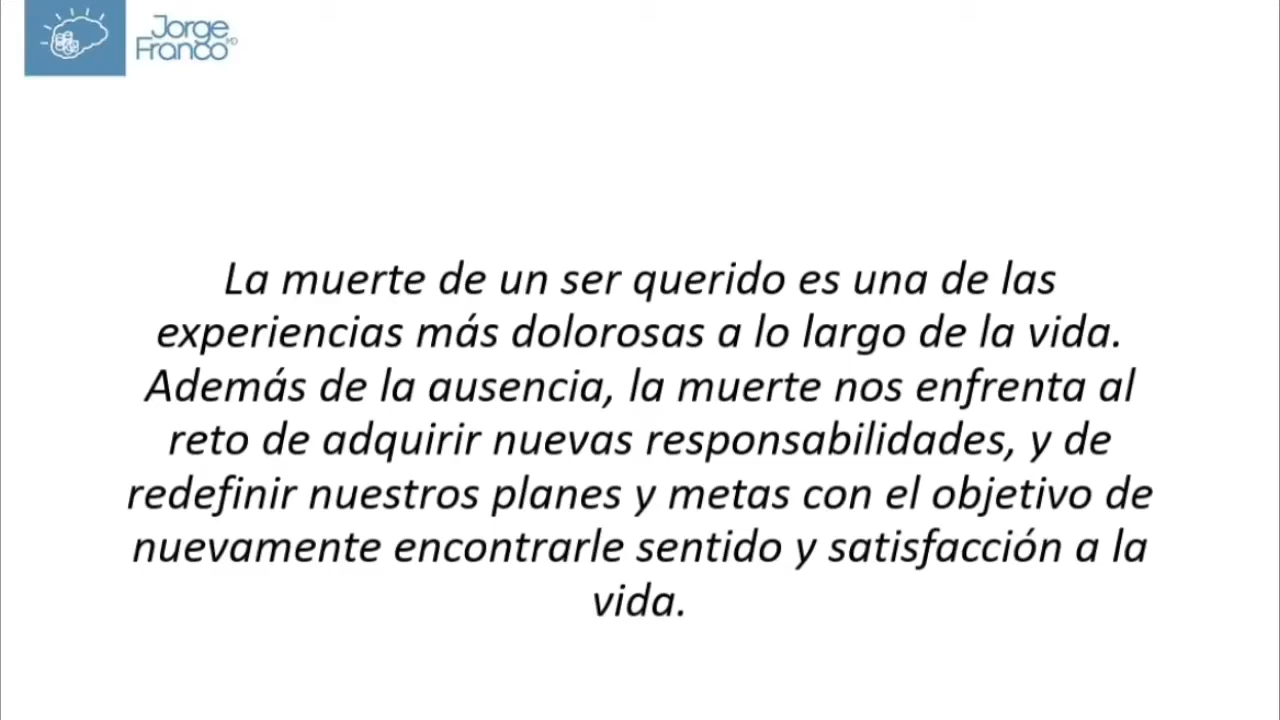 Jorge
Franco MD
La muerte de un ser querido es una de las
experiencias más dolorosas a lo largo de la vida.
Además de la ausencia, la muerte nos enfrenta al
reto de adquirir nuevas responsabilidades, y de
redefinir nuestros planes y metas con el objetivo de
nuevamente encontrarle sentido y satisfacción a la
vida.